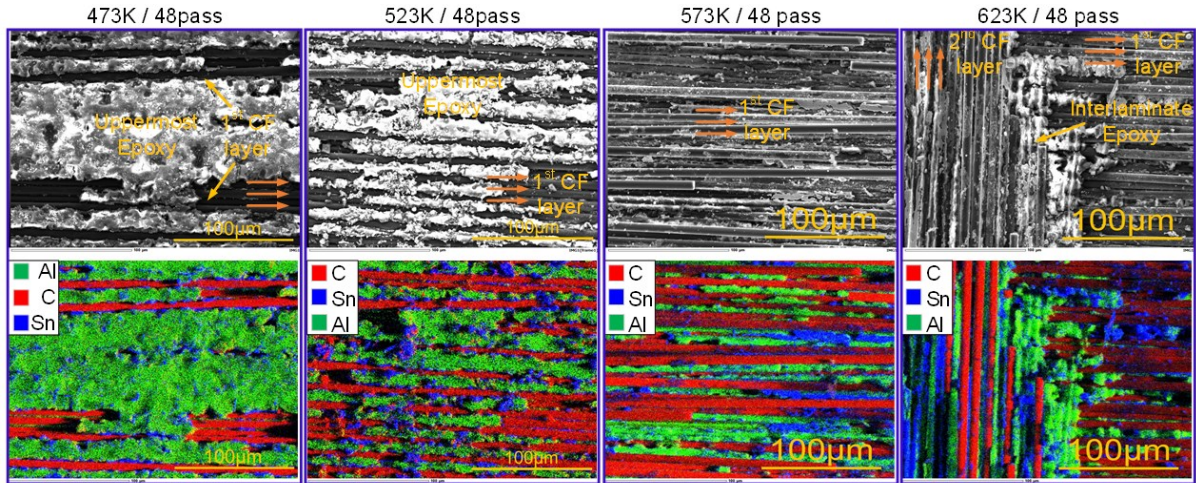 473K / 48pass
523K / 48pass
573K / 48 pass
623K / 48 pass
Uppermost
Epoxy
1st CF
layer
100μm
Uppermost
Epoxy
1st CF
layer
100μm
1st CF
layer
100μm
2nd CF
layer
1st CF
layer
Interlaminate
Epoxy
100μm
Al
C
Sn
100μm
C
Sn
Al
100μm
C
Sn
Al
100μm
C
Sn
Al
100μm